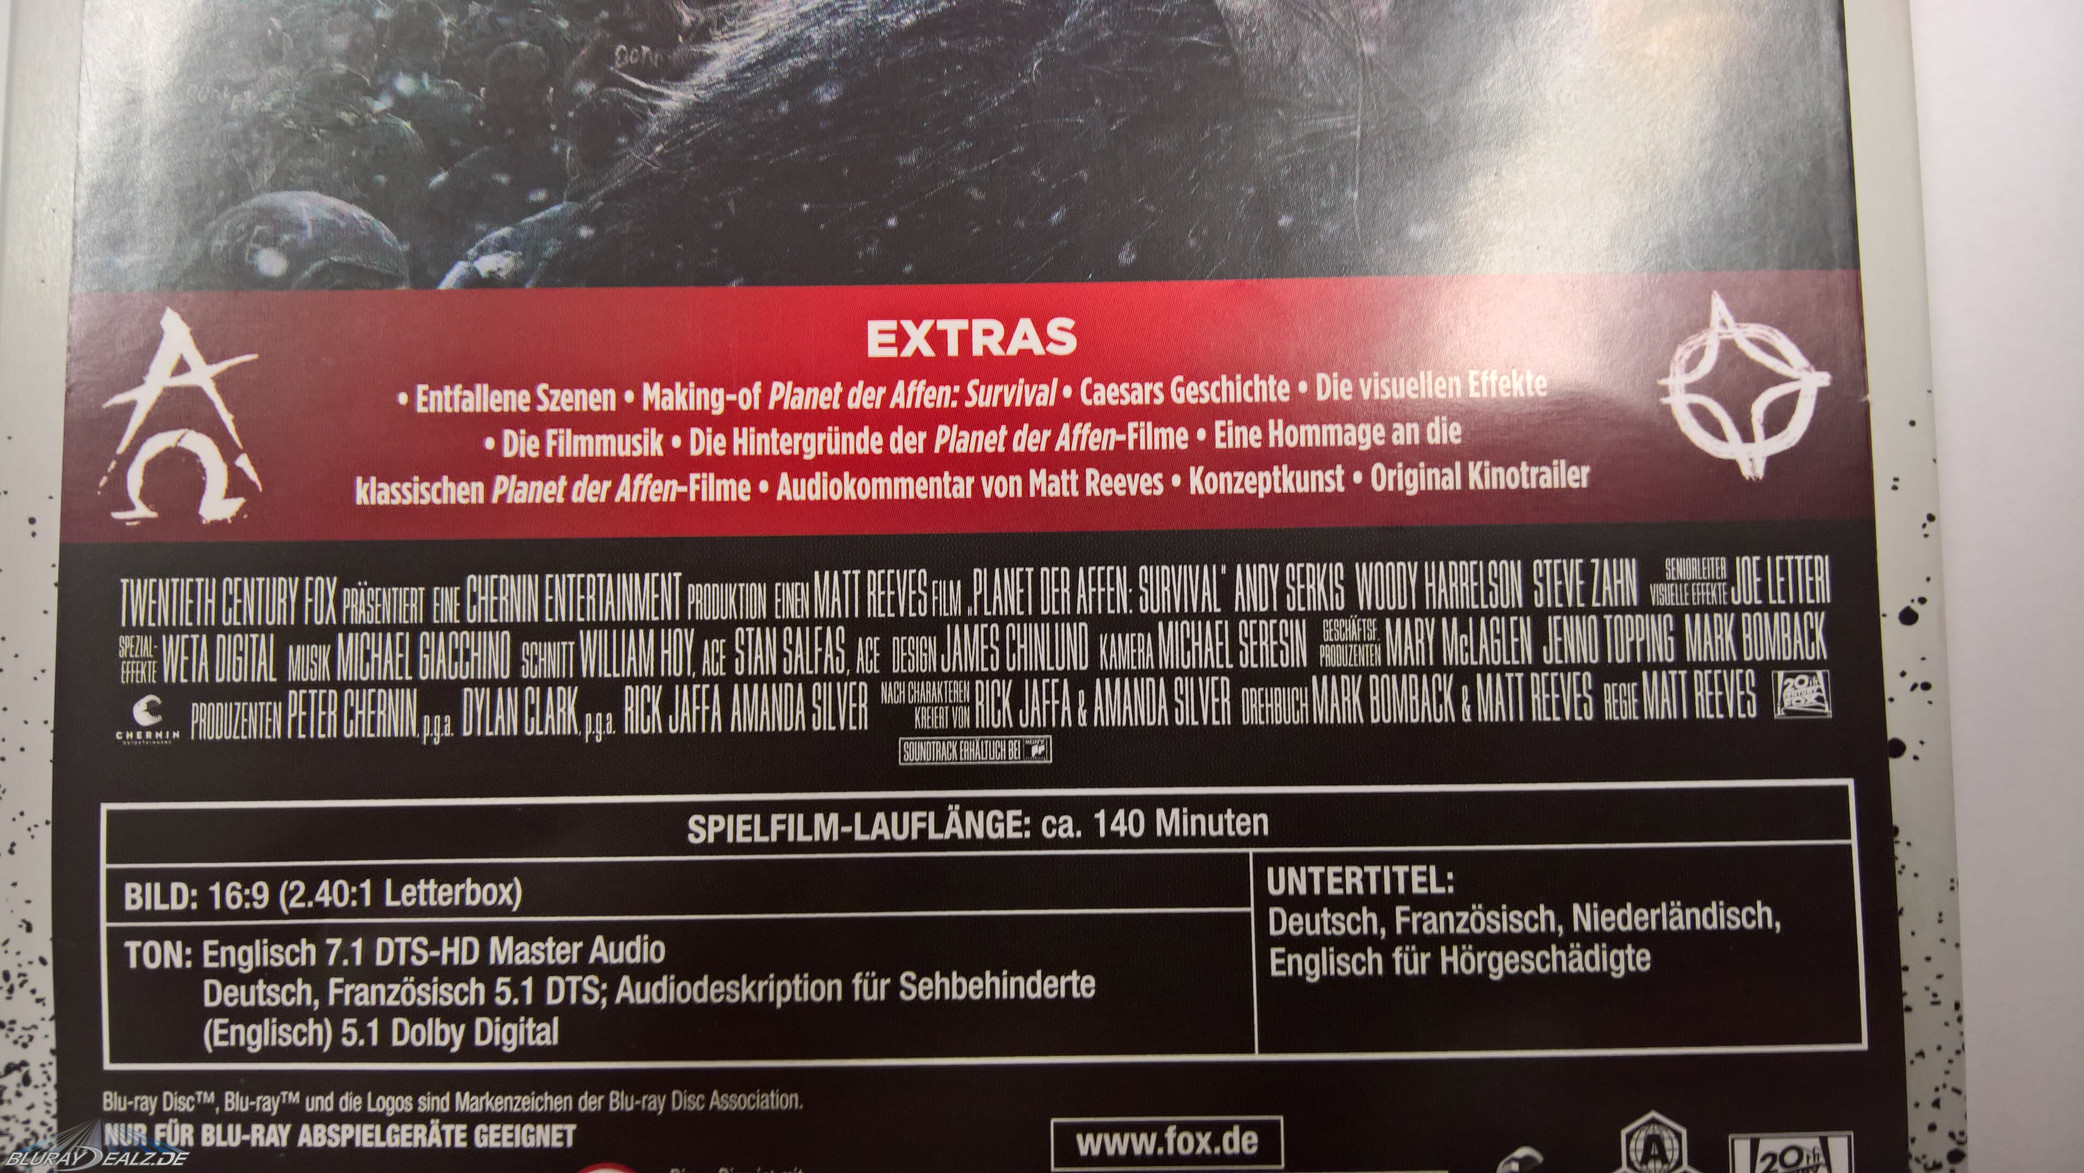 EXTRAS
• Entfallene Szenen • Making-of Planet der Affen: Survival • Caesars Geschichte • Die visuellen Effekte
• Die Filmmusik • Die Hintergründe der Planet der Affen-Filme • Eine Hommage an die
klassischen Planet der Affen-Filme • Audiokommentar von Matt Reeves • Konzeptkunst • Original Kinotrailer
TWENTIETH CENTURY FOX PRÄSENTIERT EINE CHERNIN ENTERTAINMENT PRODUKTION EINEN MATT REEVES FILM „PLANET DER AFFEN: SURVIVAL“ ANDY SERKIS WOODY HARRELSON STEVE ZAHN SENIORLEITER VISUELLE EFFEKTE JOE LETTERI
SPEZIAL-EFFEKTE WETA DIGITAL MUSIK MICHAEL GIACCHINO SCHNITT WILLIAM HOY, ACE STAN SALFAS, ACE DESIGN JAMES CHINLUND KAMERA MICHAEL SERESIN GESCHÄFTSF. PRODUZENTEN MARY McLAGLEN JENNO TOPPING MARK BOMBACK
CHERNIN ENTERTAINMENT PRODUZENTEN PETER CHERNIN, p.g.a. DYLAN CLARK, p.g.a. RICK JAFFA AMANDA SILVER NACH CHARAKTEREN KREIERT VON RICK JAFFA & AMANDA SILVER DREHBUCH MARK BOMBACK & MATT REEVES REGIE MATT REEVES 20th CENTURY FOX
SOUNDTRACK ERHÄLTLICH BEI SONY
SPIELFILM-LAUFLÄNGE: ca. 140 Minuten
BILD: 16:9 (2.40:1 Letterbox)
TON: Englisch 7.1 DTS-HD Master Audio
Deutsch, Französisch 5.1 DTS; Audiodeskription für Sehbehinderte
(Englisch) 5.1 Dolby Digital
UNTERTITEL:
Deutsch, Französisch, Niederländisch,
Englisch für Hörgeschädigte
Blu-ray Disc™, Blu-ray™ und die Logos sind Markenzeichen der Blu-ray Disc Association.
NUR FÜR BLU-RAY ABSPIELGERÄTE GEEIGNET
www.fox.de
A
20th
BLURAYDEALZ.DE